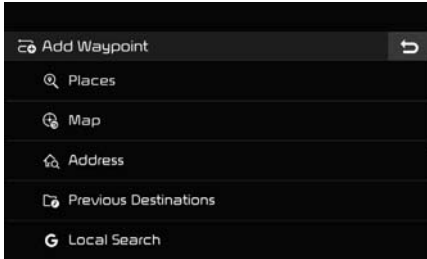 Add Waypoint
Places
Map
Address
Previous Destinations
G Local Search